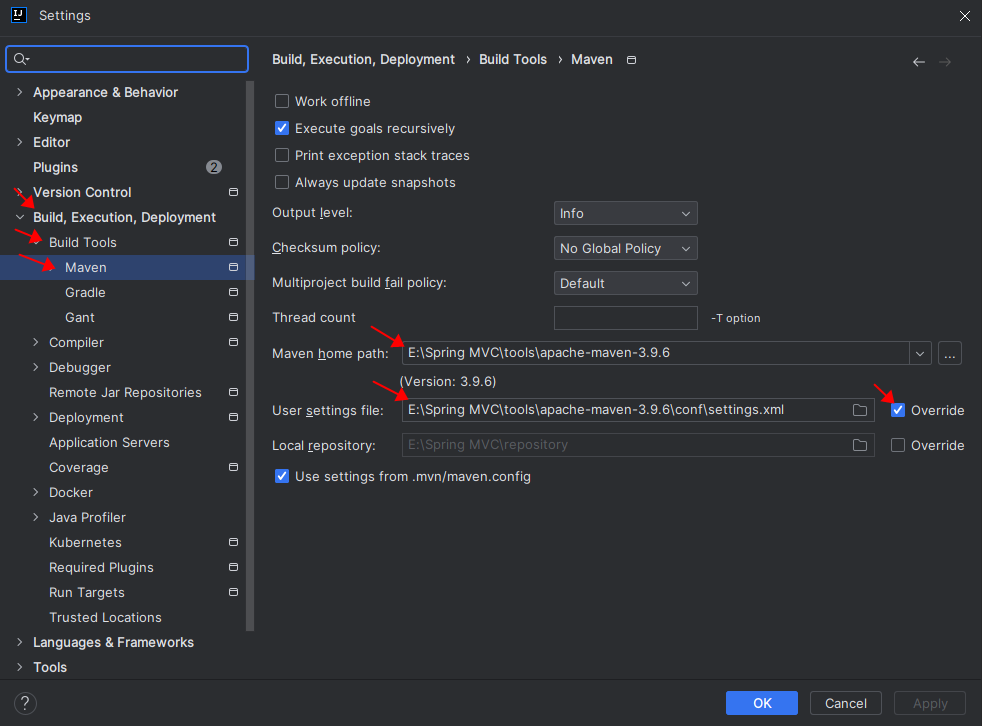 IJ
Settings
Appearance & Behavior
Keymap
Editor
Plugins
2
Version Control
Build, Execution, Deployment
Build Tools
Maven
Gradle
Gant
Compiler
Debugger
Remote Jar Repositories
Deployment
Application Servers
Coverage
Docker
Java Profiler
Kubernetes
Required Plugins
Run Targets
Trusted Locations
Languages & Frameworks
Tools
Build, Execution, Deployment › Build Tools › Maven
Work offline
Execute goals recursively
Print exception stack traces
Always update snapshots
Output level: Info
Checksum policy: No Global Policy
Multiproject build fail policy: Default
Thread count -T option
Maven home path: E:\Spring MVC\tools\apache-maven-3.9.6 ...
(Version: 3.9.6)
User settings file: E:\Spring MVC\tools\apache-maven-3.9.6\conf\settings.xml Override
Local repository: E:\Spring MVC\repository Override
Use settings from .mvn/maven.config
? OK Cancel Apply